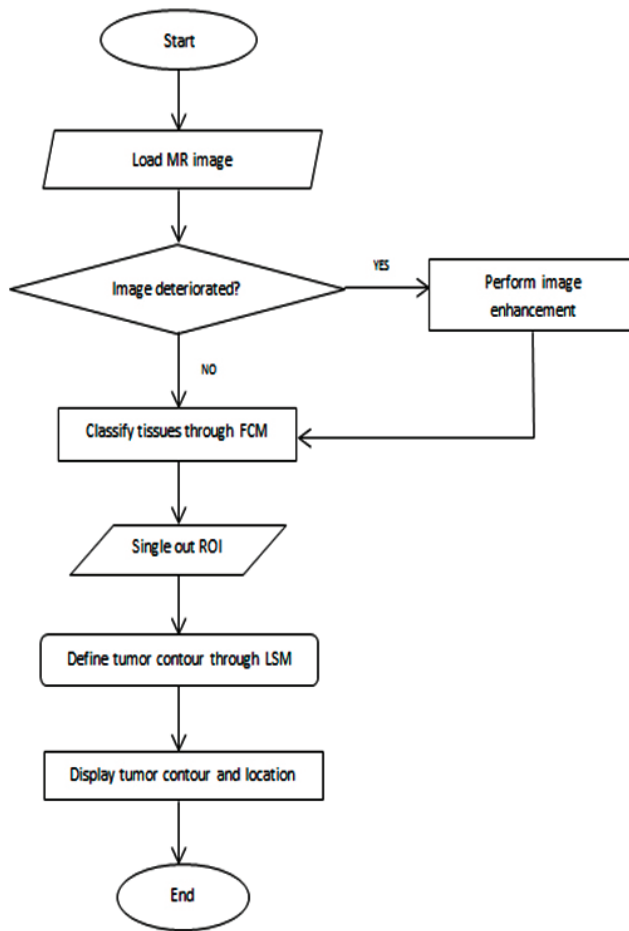 Start
Load MR image
Image deteriorated?
YES
Perform image
enhancement
NO
Classify tissues through FCM
Single out ROI
Define tumor contour through LSM
Display tumor contour and location
End